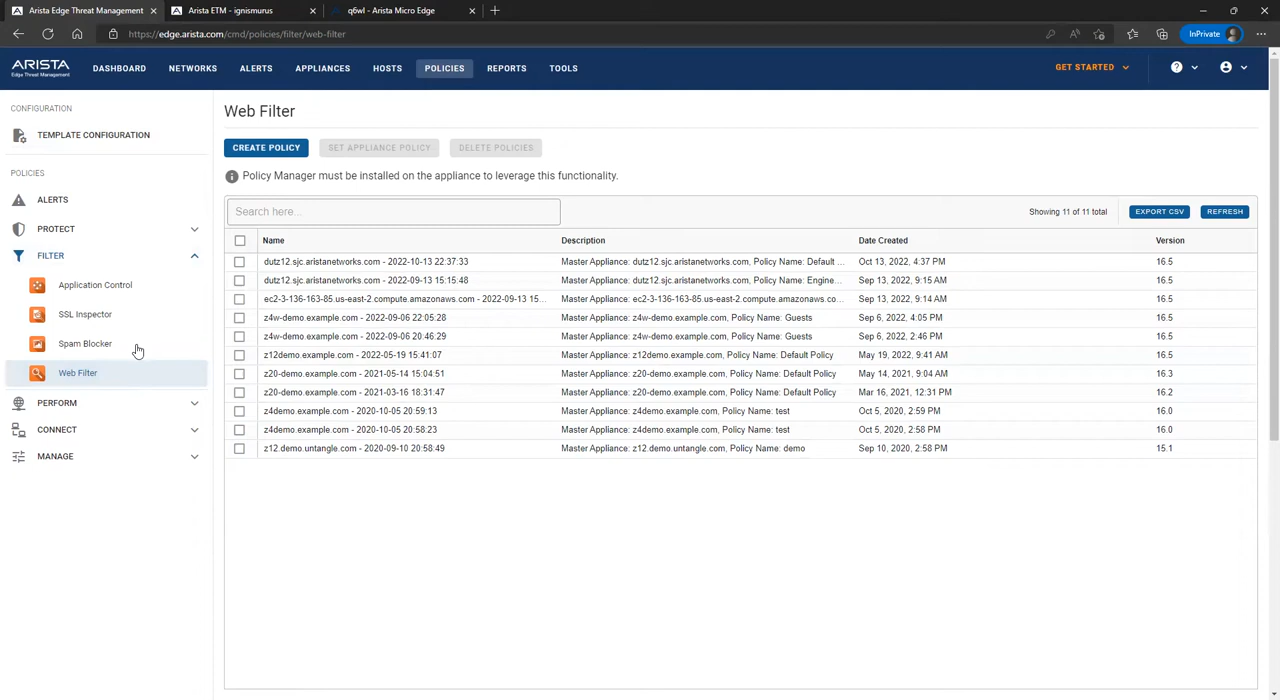 Arista Edge Threat Management
Arista ETM - ignismurus
q6wl - Arista Micro Edge
https://edge.arista.com/cmd/policies/filter/web-filter
InPrivate
ARISTA
Edge Threat Management
DASHBOARD
NETWORKS
ALERTS
APPLIANCES
HOSTS
POLICIES
REPORTS
TOOLS
GET STARTED
CONFIGURATION
TEMPLATE CONFIGURATION
POLICIES
ALERTS
PROTECT
FILTER
Application Control
SSL Inspector
Spam Blocker
Web Filter
PERFORM
CONNECT
MANAGE
Web Filter
CREATE POLICY
SET APPLIANCE POLICY
DELETE POLICIES
Policy Manager must be installed on the appliance to leverage this functionality.
Search here...
Showing 11 of 11 total
EXPORT CSV
REFRESH
Name Description Date Created Version
dutz12.sjc.aristanetworks.com - 2022-10-13 22:37:33 Master Appliance: dutz12.sjc.aristanetworks.com, Policy Name: Default ... Oct 13, 2022, 4:37 PM 16.5
dutz12.sjc.aristanetworks.com - 2022-09-13 15:15:48 Master Appliance: dutz12.sjc.aristanetworks.com, Policy Name: Engine... Sep 13, 2022, 9:15 AM 16.5
ec2-3-136-163-85.us-east-2.compute.amazonaws.com - 2022-09-13 15... Master Appliance: ec2-3-136-163-85.us-east-2.compute.amazonaws.co... Sep 13, 2022, 9:14 AM 16.5
z4w-demo.example.com - 2022-09-06 22:05:28 Master Appliance: z4w-demo.example.com, Policy Name: Guests Sep 6, 2022, 4:05 PM 16.5
z4w-demo.example.com - 2022-09-06 20:46:29 Master Appliance: z4w-demo.example.com, Policy Name: Guests Sep 6, 2022, 2:46 PM 16.5
z12demo.example.com - 2022-05-19 15:41:07 Master Appliance: z12demo.example.com, Policy Name: Default Policy May 19, 2022, 9:41 AM 16.5
z20-demo.example.com - 2021-05-14 15:04:51 Master Appliance: z20-demo.example.com, Policy Name: Default Policy May 14, 2021, 9:04 AM 16.3
z20-demo.example.com - 2021-03-16 18:31:47 Master Appliance: z20-demo.example.com, Policy Name: Default Policy Mar 16, 2021, 12:31 PM 16.2
z4demo.example.com - 2020-10-05 20:59:13 Master Appliance: z4demo.example.com, Policy Name: test Oct 5, 2020, 2:59 PM 16.0
z4demo.example.com - 2020-10-05 20:58:23 Master Appliance: z4demo.example.com, Policy Name: test Oct 5, 2020, 2:58 PM 16.0
z12.demo.untangle.com - 2020-09-10 20:58:49 Master Appliance: z12.demo.untangle.com, Policy Name: demo Sep 10, 2020, 2:58 PM 15.1